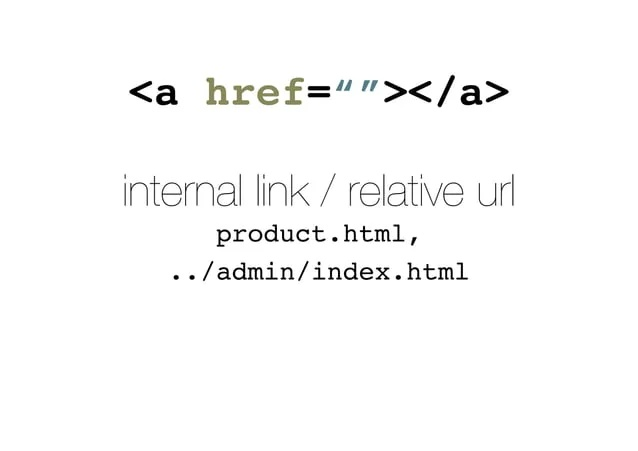 <a href=“”></a>
internal link / relative url
product.html,
../admin/index.html